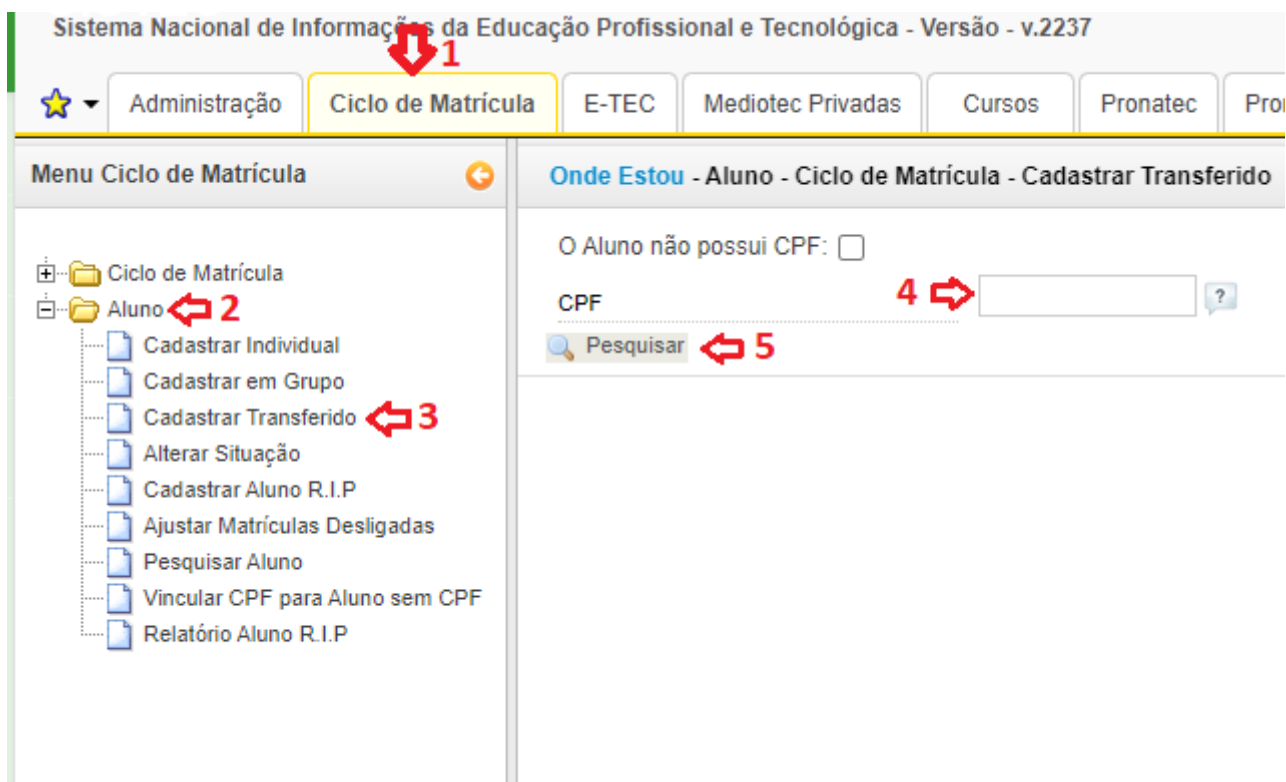 Sistema Nacional de Informações da Educação Profissional e Tecnológica - Versão - v.2237
1
Administração Ciclo de Matrícula E-TEC Mediotec Privadas Cursos Pronatec
Menu Ciclo de Matrícula
Onde Estou - Aluno - Ciclo de Matrícula - Cadastrar Transferido
O Aluno não possui CPF:
Ciclo de Matrícula
4
CPF
?
Aluno 2
Pesquisar 5
Cadastrar Individual
Cadastrar em Grupo
Cadastrar Transferido 3
Alterar Situação
Cadastrar Aluno R.I.P
Ajustar Matrículas Desligadas
Pesquisar Aluno
Vincular CPF para Aluno sem CPF
Relatório Aluno R.I.P